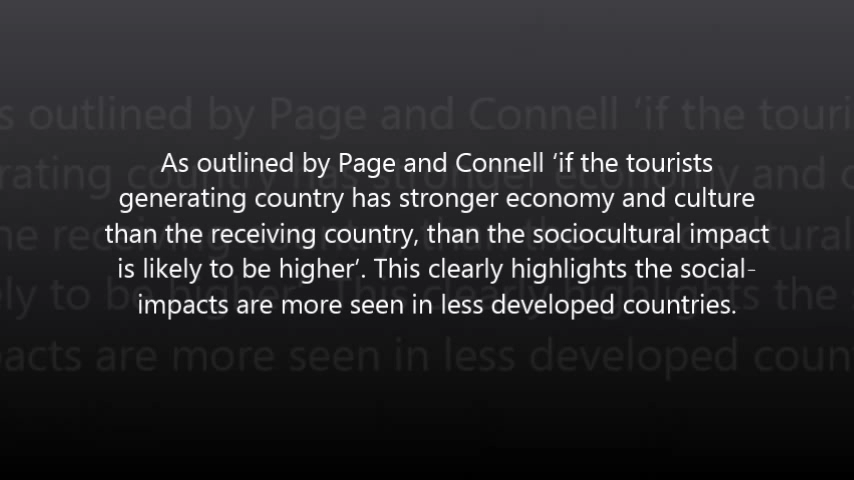 As outlined by Page and Connell ‘if the tourists
generating country has stronger economy and culture
than the receiving country, than the sociocultural impact
is likely to be higher’. This clearly highlights the social-
impacts are more seen in less developed countries.